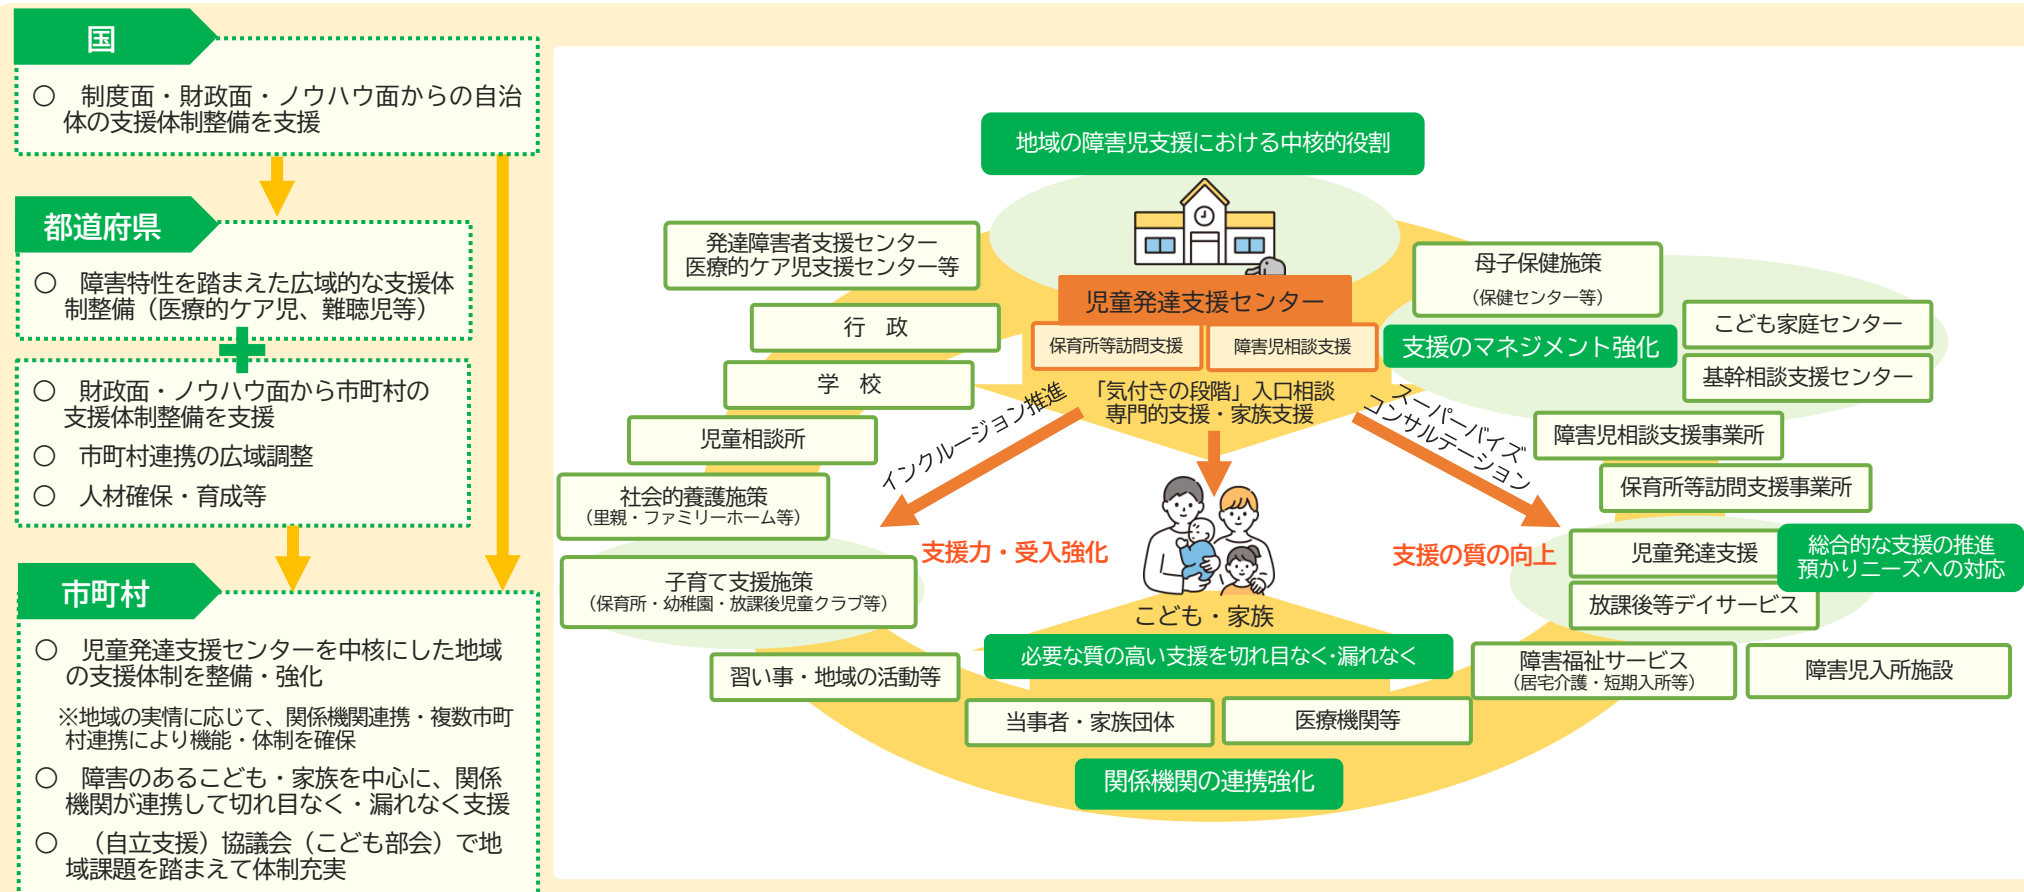 国
○ 制度面・財政面・ノウハウ面からの自治
体の支援体制整備を支援
都道府県
○ 障害特性を踏まえた広域的な支援体
制整備（医療的ケア児、難聴児等）
○ 財政面・ノウハウ面から市町村の
支援体制整備を支援
○ 市町村連携の広域調整
○ 人材確保・育成等
市町村
○ 児童発達支援センターを中核にした地域
の支援体制を整備・強化
※地域の実情に応じて、関係機関連携・複数市町
村連携により機能・体制を確保
○ 障害のあるこども・家族を中心に、関係
機関が連携して切れ目なく・漏れなく支援
○ （自立支援）協議会（こども部会）で地
域課題を踏まえて体制充実
地域の障害児支援における中核的役割
発達障害者支援センター
医療的ケア児支援センター等
行 政
学 校
児童相談所
社会的養護施策
（里親・ファミリーホーム等）
子育て支援施策
（保育所・幼稚園・放課後児童クラブ等）
習い事・地域の活動等
児童発達支援センター
保育所等訪問支援
障害児相談支援
「気付きの段階」入口相談
専門的支援・家族支援
インクルージョン推進
スーパーバイズ
コンサルテーション
支援力・受入強化
支援の質の向上
こども・家族
必要な質の高い支援を切れ目なく・漏れなく
当事者・家族団体
医療機関等
関係機関の連携強化
母子保健施策
（保健センター等）
支援のマネジメント強化
こども家庭センター
基幹相談支援センター
障害児相談支援事業所
保育所等訪問支援事業所
児童発達支援
総合的な支援の推進
預かりニーズへの対応
放課後等デイサービス
障害福祉サービス
（居宅介護・短期入所等）
障害児入所施設